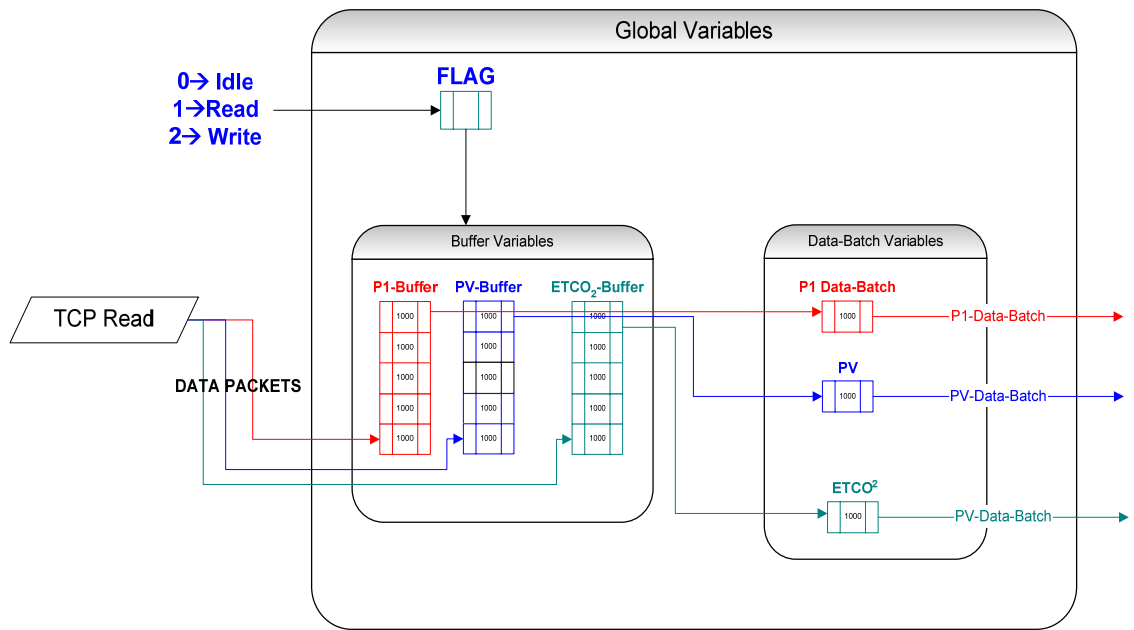 Global Variables
0→ Idle
1→Read
2→ Write
FLAG
Buffer Variables
Data-Batch Variables
P1-Buffer
PV-Buffer
ETCO₂-Buffer
P1 Data-Batch
1000
1000
1000
1000
P1-Data-Batch
TCP Read
1000
1000
1000
PV
DATA PACKETS
1000
1000
1000
1000
PV-Data-Batch
1000
1000
1000
1000
1000
1000
ETCO²
1000
PV-Data-Batch